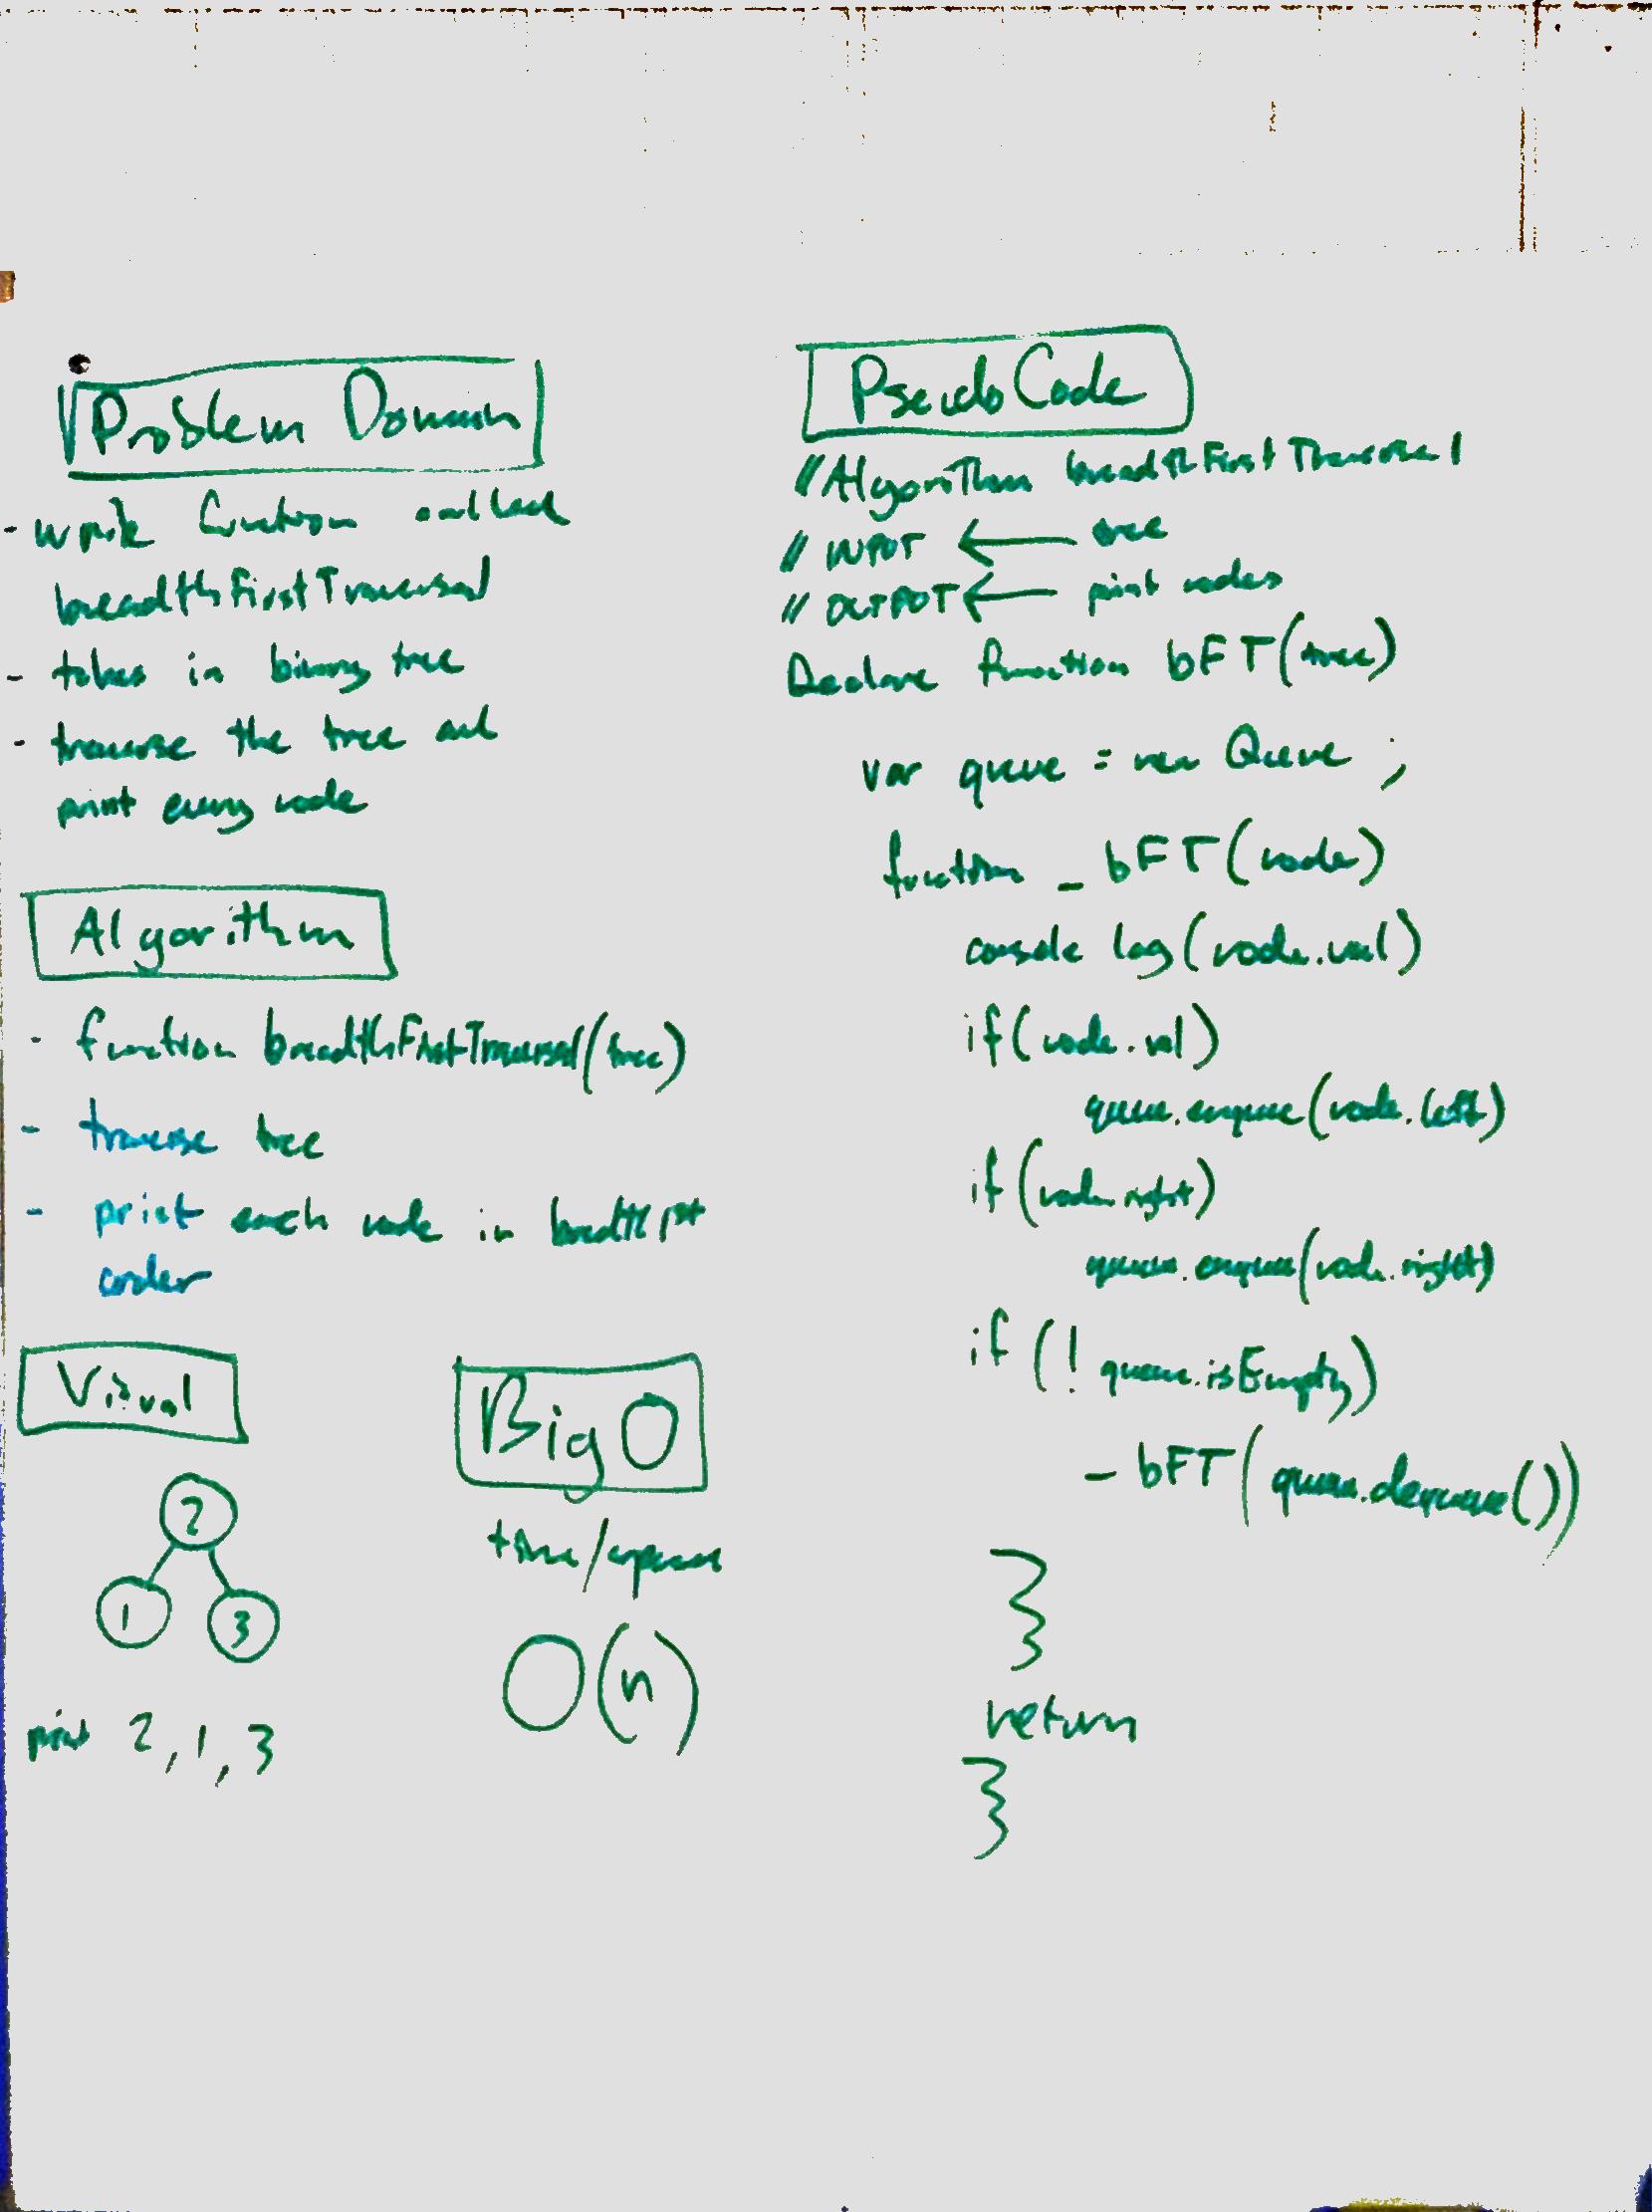 Problem Domain
- write function called
breadthFirstTraversal
- takes in binary tree
- traverse the tree and
print every node
Algorithm
- function breadthFirstTraversal(tree)
- traverse tree
- print each node in breadth 1st
order
Visual
2
1 3
print 2, 1, 3
Big O
time/space
O(n)
PseudoCode
// Algorithm breadthFirstTraversal
// INPUT ← tree
// OUTPUT ← print nodes
Declare function bFT(tree)
var queue = new Queue ;
function _bFT(node)
console log(node.val)
if(node.val)
queue.enqueue(node.left)
if(node.right)
queue.enqueue(node.right)
if (! queue.isEmpty)
_bFT(queue.dequeue())
}
return
}